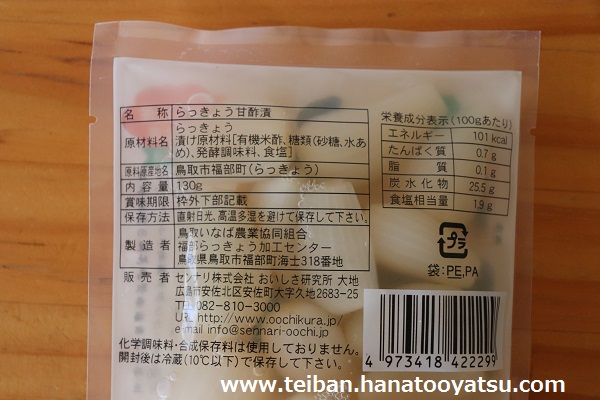 名称 らっきょう甘酢漬
原材料名 らっきょう
漬け原材料[有機米酢、糖類(砂糖、水あ
め)、発酵調味料、食塩]
原料原産地名 鳥取市福部町(らっきょう)
内容量 130g
賞味期限 枠外下部記載
保存方法 直射日光、高温多湿を避けて保存して下さい。
製造者 鳥取いなば農業協同組合
福部らっきょう加工センター
鳥取県鳥取市福部町海士318番地
販売者 センナリ株式会社 おいしさ研究所 大地
広島市安佐北区安佐町大字久地2683-25
TEL 082-810-3000
URL http://www.oochikura.jp/
e-mail info@sennari-oochi.jp
化学調味料・合成保存料は使用しておりません。
開封後は冷蔵(10℃以下)で保存して下さい。
栄養成分表示(100gあたり)
エネルギー 101kcal
たんぱく質 0.7g
脂質 0.1g
炭水化物 25.5g
食塩相当量 1.9g
プラ
袋:PE,PA
4 973418 422299
www.teiban.hanatooyatsu.com